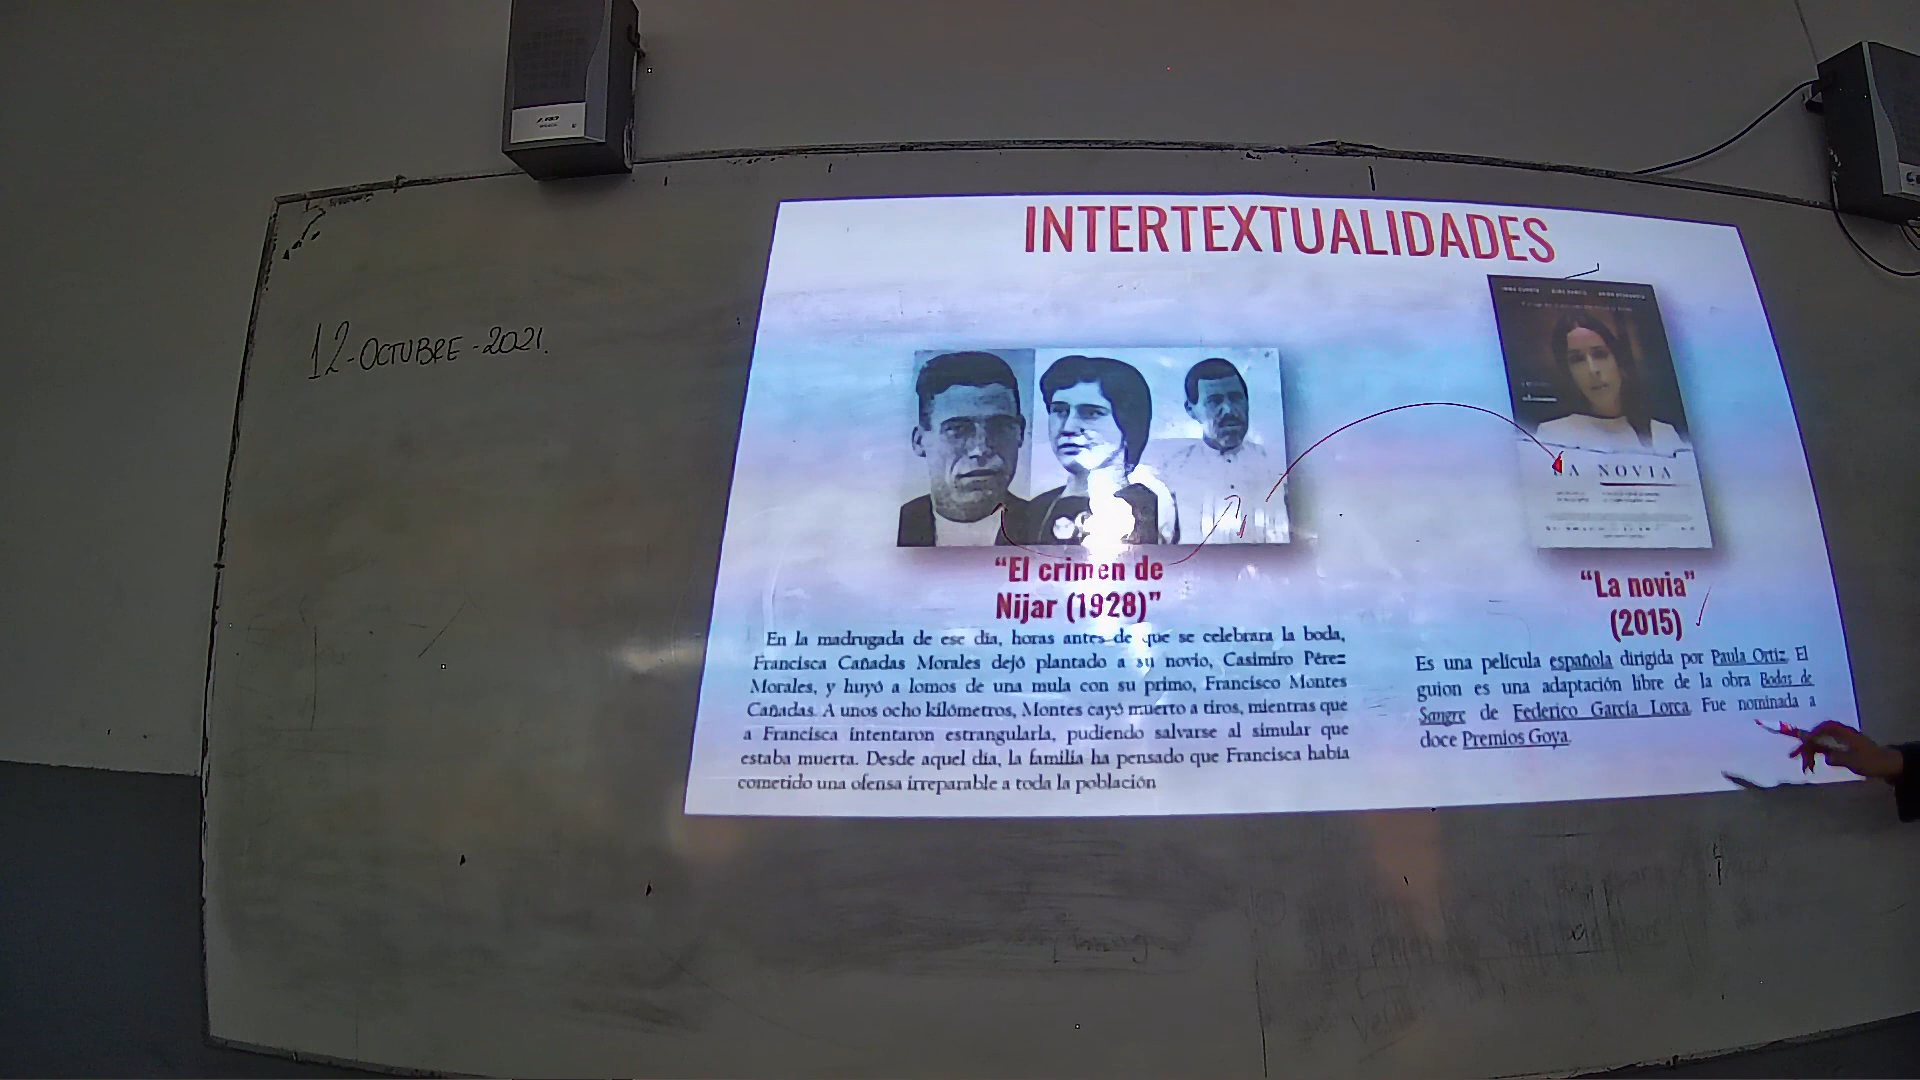 12-OCTUBRE-2021.
INTERTEXTUALIDADES
LA NOVIA
"El crimen de
Nijar (1928)"
En la madrugada de ese día, horas antes de que se celebrara la boda,
Francisca Cañadas Morales dejó plantado a su novio, Casimiro Pérez
Morales, y huyó a lomos de una mula con su primo, Francisco Montes
Cañadas. A unos ocho kilómetros, Montes cayó muerto a tiros, mientras que
a Francisca intentaron estrangularla, pudiendo salvarse al simular que
estaba muerta. Desde aquel día, la familia ha pensado que Francisca había
cometido una ofensa irreparable a toda la población
"La novia"
(2015)
Es una película española dirigida por Paula Ortiz. El
guion es una adaptación libre de la obra Bodas de
Sangre de Federico García Lorca. Fue nominada a
doce Premios Goya.